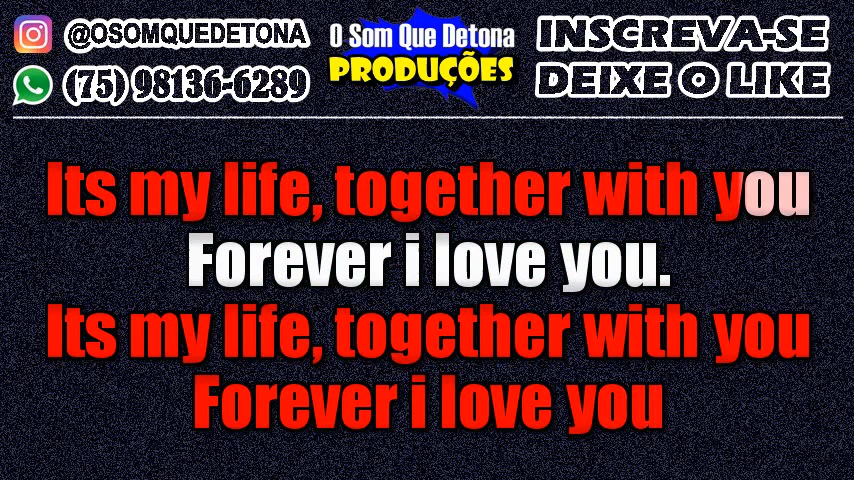 @OSOMQUEDETONA
(75) 98136-6289
O Som Que Detona
PRODUÇÕES
INSCREVA-SE
DEIXE O LIKE
Its my life, together with you
Forever i love you.
Its my life, together with you
Forever i love you